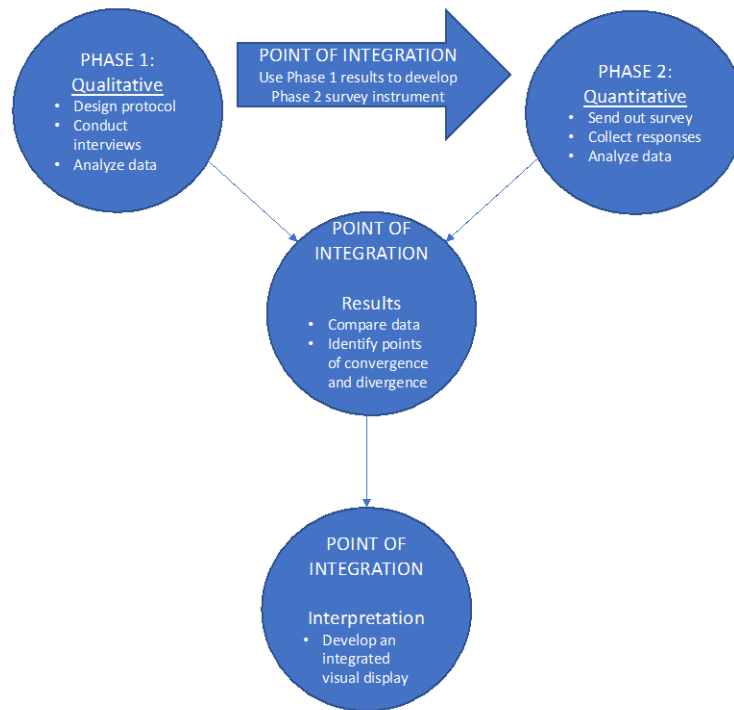 PHASE 1:
Qualitative
• Design protocol
• Conduct
interviews
• Analyze data
POINT OF INTEGRATION
Use Phase 1 results to develop
Phase 2 survey instrument
PHASE 2:
Quantitative
• Send out survey
• Collect responses
• Analyze data
POINT OF
INTEGRATION
Results
• Compare data
• Identify points
of convergence
and divergence
POINT OF
INTEGRATION
Interpretation
• Develop an
integrated
visual display